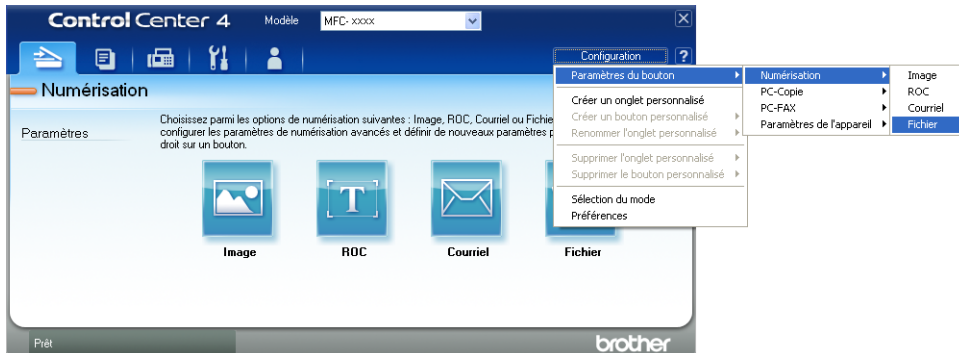 Control Center 4
Modèle
MFC- xxxx
Configuration
?
Numérisation
Paramètres
Choisissez parmi les options de numérisation suivantes : Image, ROC, Courriel ou Fichie
configurer les paramètres de numérisation avancés et définir de nouveaux paramètres p
droit sur un bouton.
Image
ROC
Courriel
Fichier
Paramètres du bouton
Créer un onglet personnalisé
Créer un bouton personnalisé
Renommer l'onglet personnalisé
Supprimer l'onglet personnalisé
Supprimer le bouton personnalisé
Sélection du mode
Préférences
Numérisation
PC-Copie
PC-FAX
Paramètres de l'appareil
Image
ROC
Courriel
Fichier
Prêt
brother